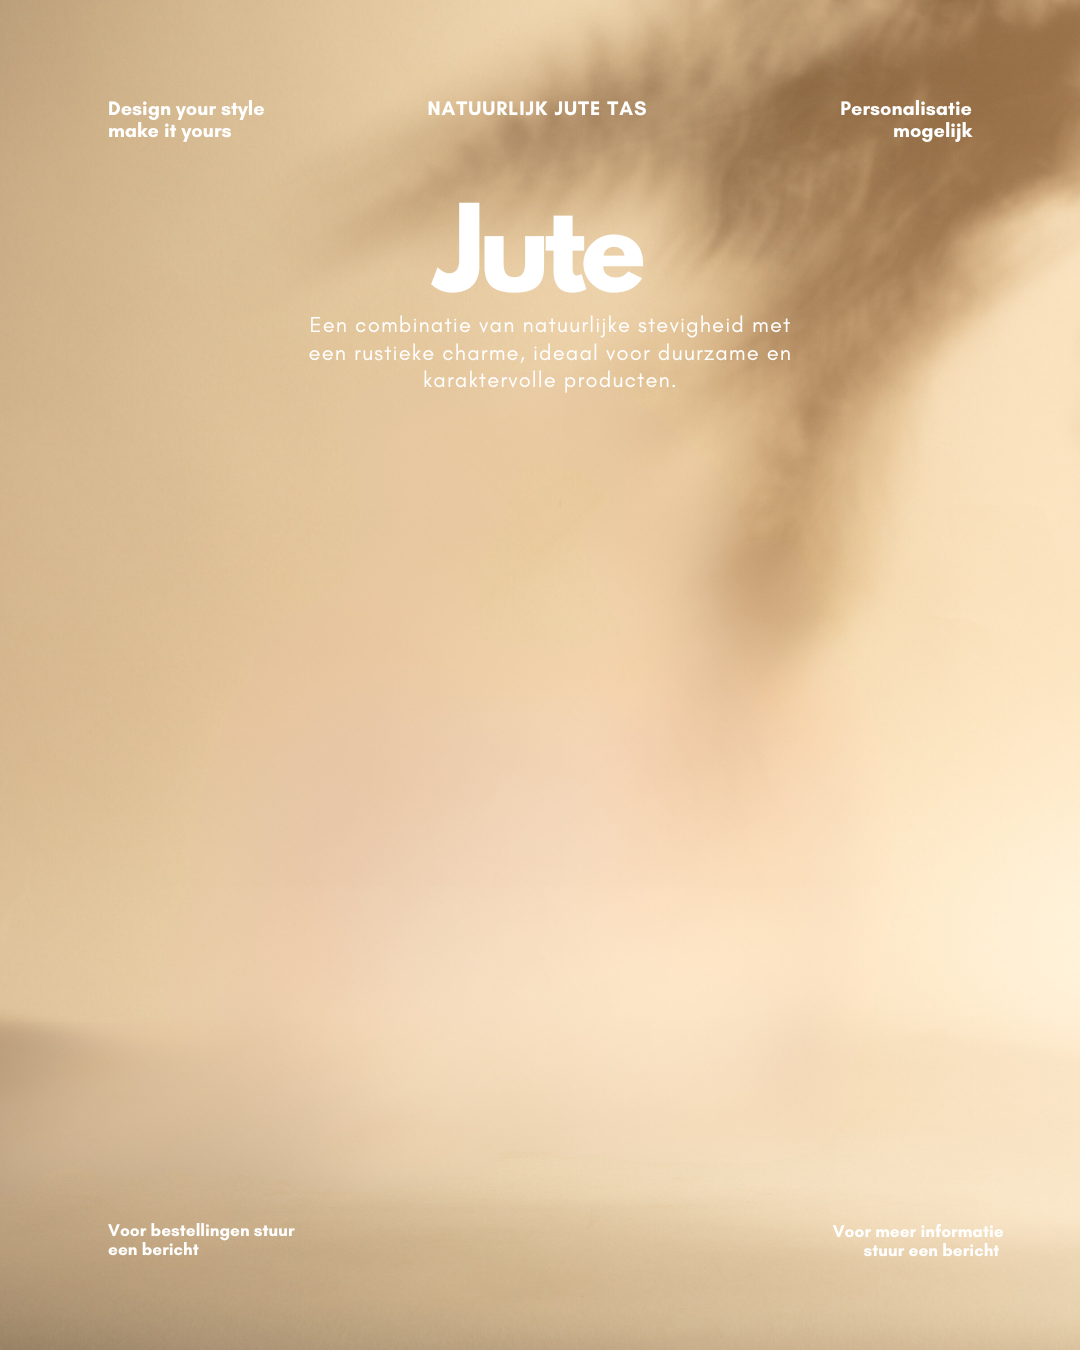 Design your style
make it yours
NATUURLIJK JUTE TAS
Personalisatie
mogelijk
Jute
Een combinatie van natuurlijke stevigheid met
een rustieke charme, ideaal voor duurzame en
karaktervolle producten.
Voor bestellingen stuur
een bericht
Voor meer informatie
stuur een bericht